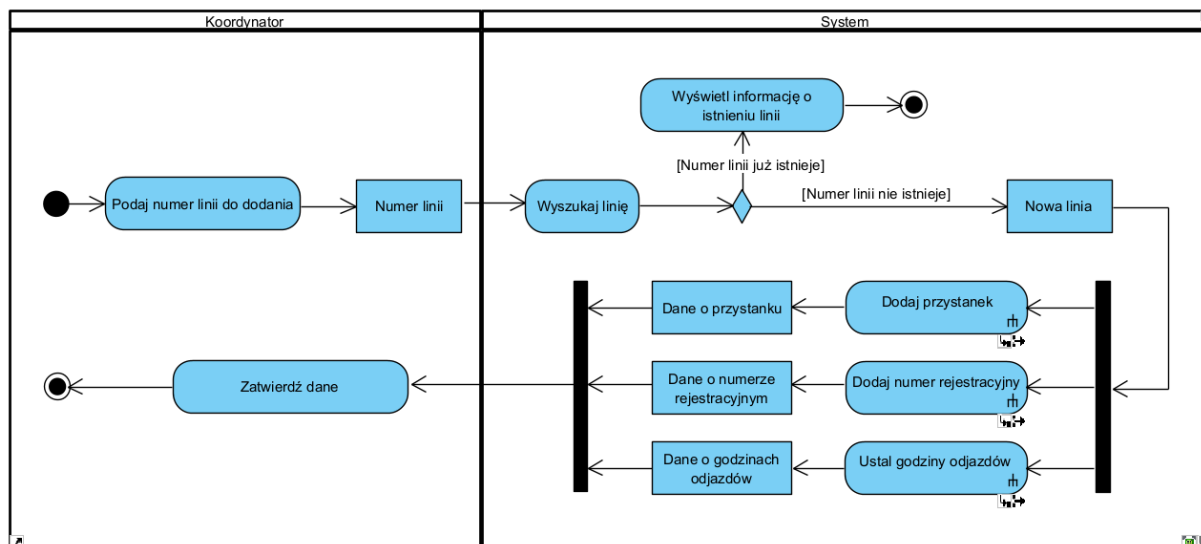 Koordynator
System
Wyświetl informację o
istnieniu linii
[Numer linii już istnieje]
[Numer linii nie istnieje]
Podaj numer linii do dodania
Numer linii
Wyszukaj linię
Nowa linia
Dane o przystanku
Dodaj przystanek
Zatwierdź dane
Dane o numerze
rejestracyjnym
Dodaj numer rejestracyjny
Dane o godzinach
odjazdów
Ustal godziny odjazdów